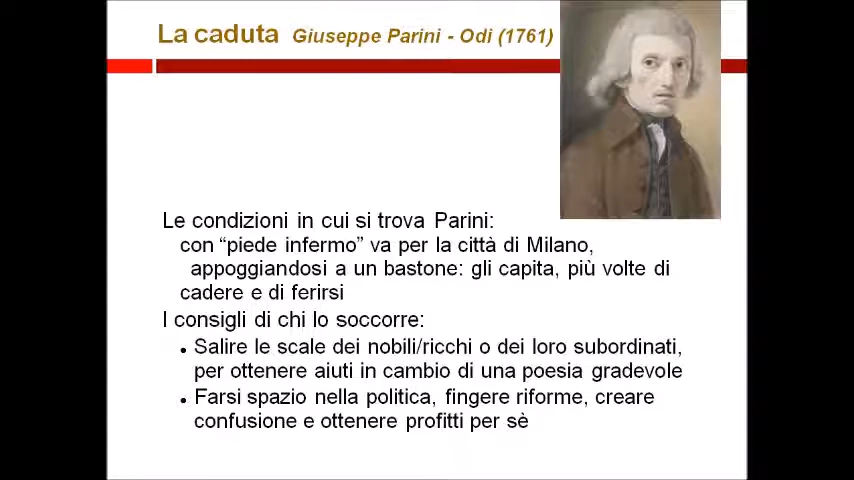 La caduta Giuseppe Parini - Odi (1761)
Le condizioni in cui si trova Parini:
con “piede infermo” va per la città di Milano,
appoggiandosi a un bastone: gli capita, più volte di
cadere e di ferirsi
I consigli di chi lo soccorre:
• Salire le scale dei nobili/ricchi o dei loro subordinati,
per ottenere aiuti in cambio di una poesia gradevole
• Farsi spazio nella politica, fingere riforme, creare
confusione e ottenere profitti per sè